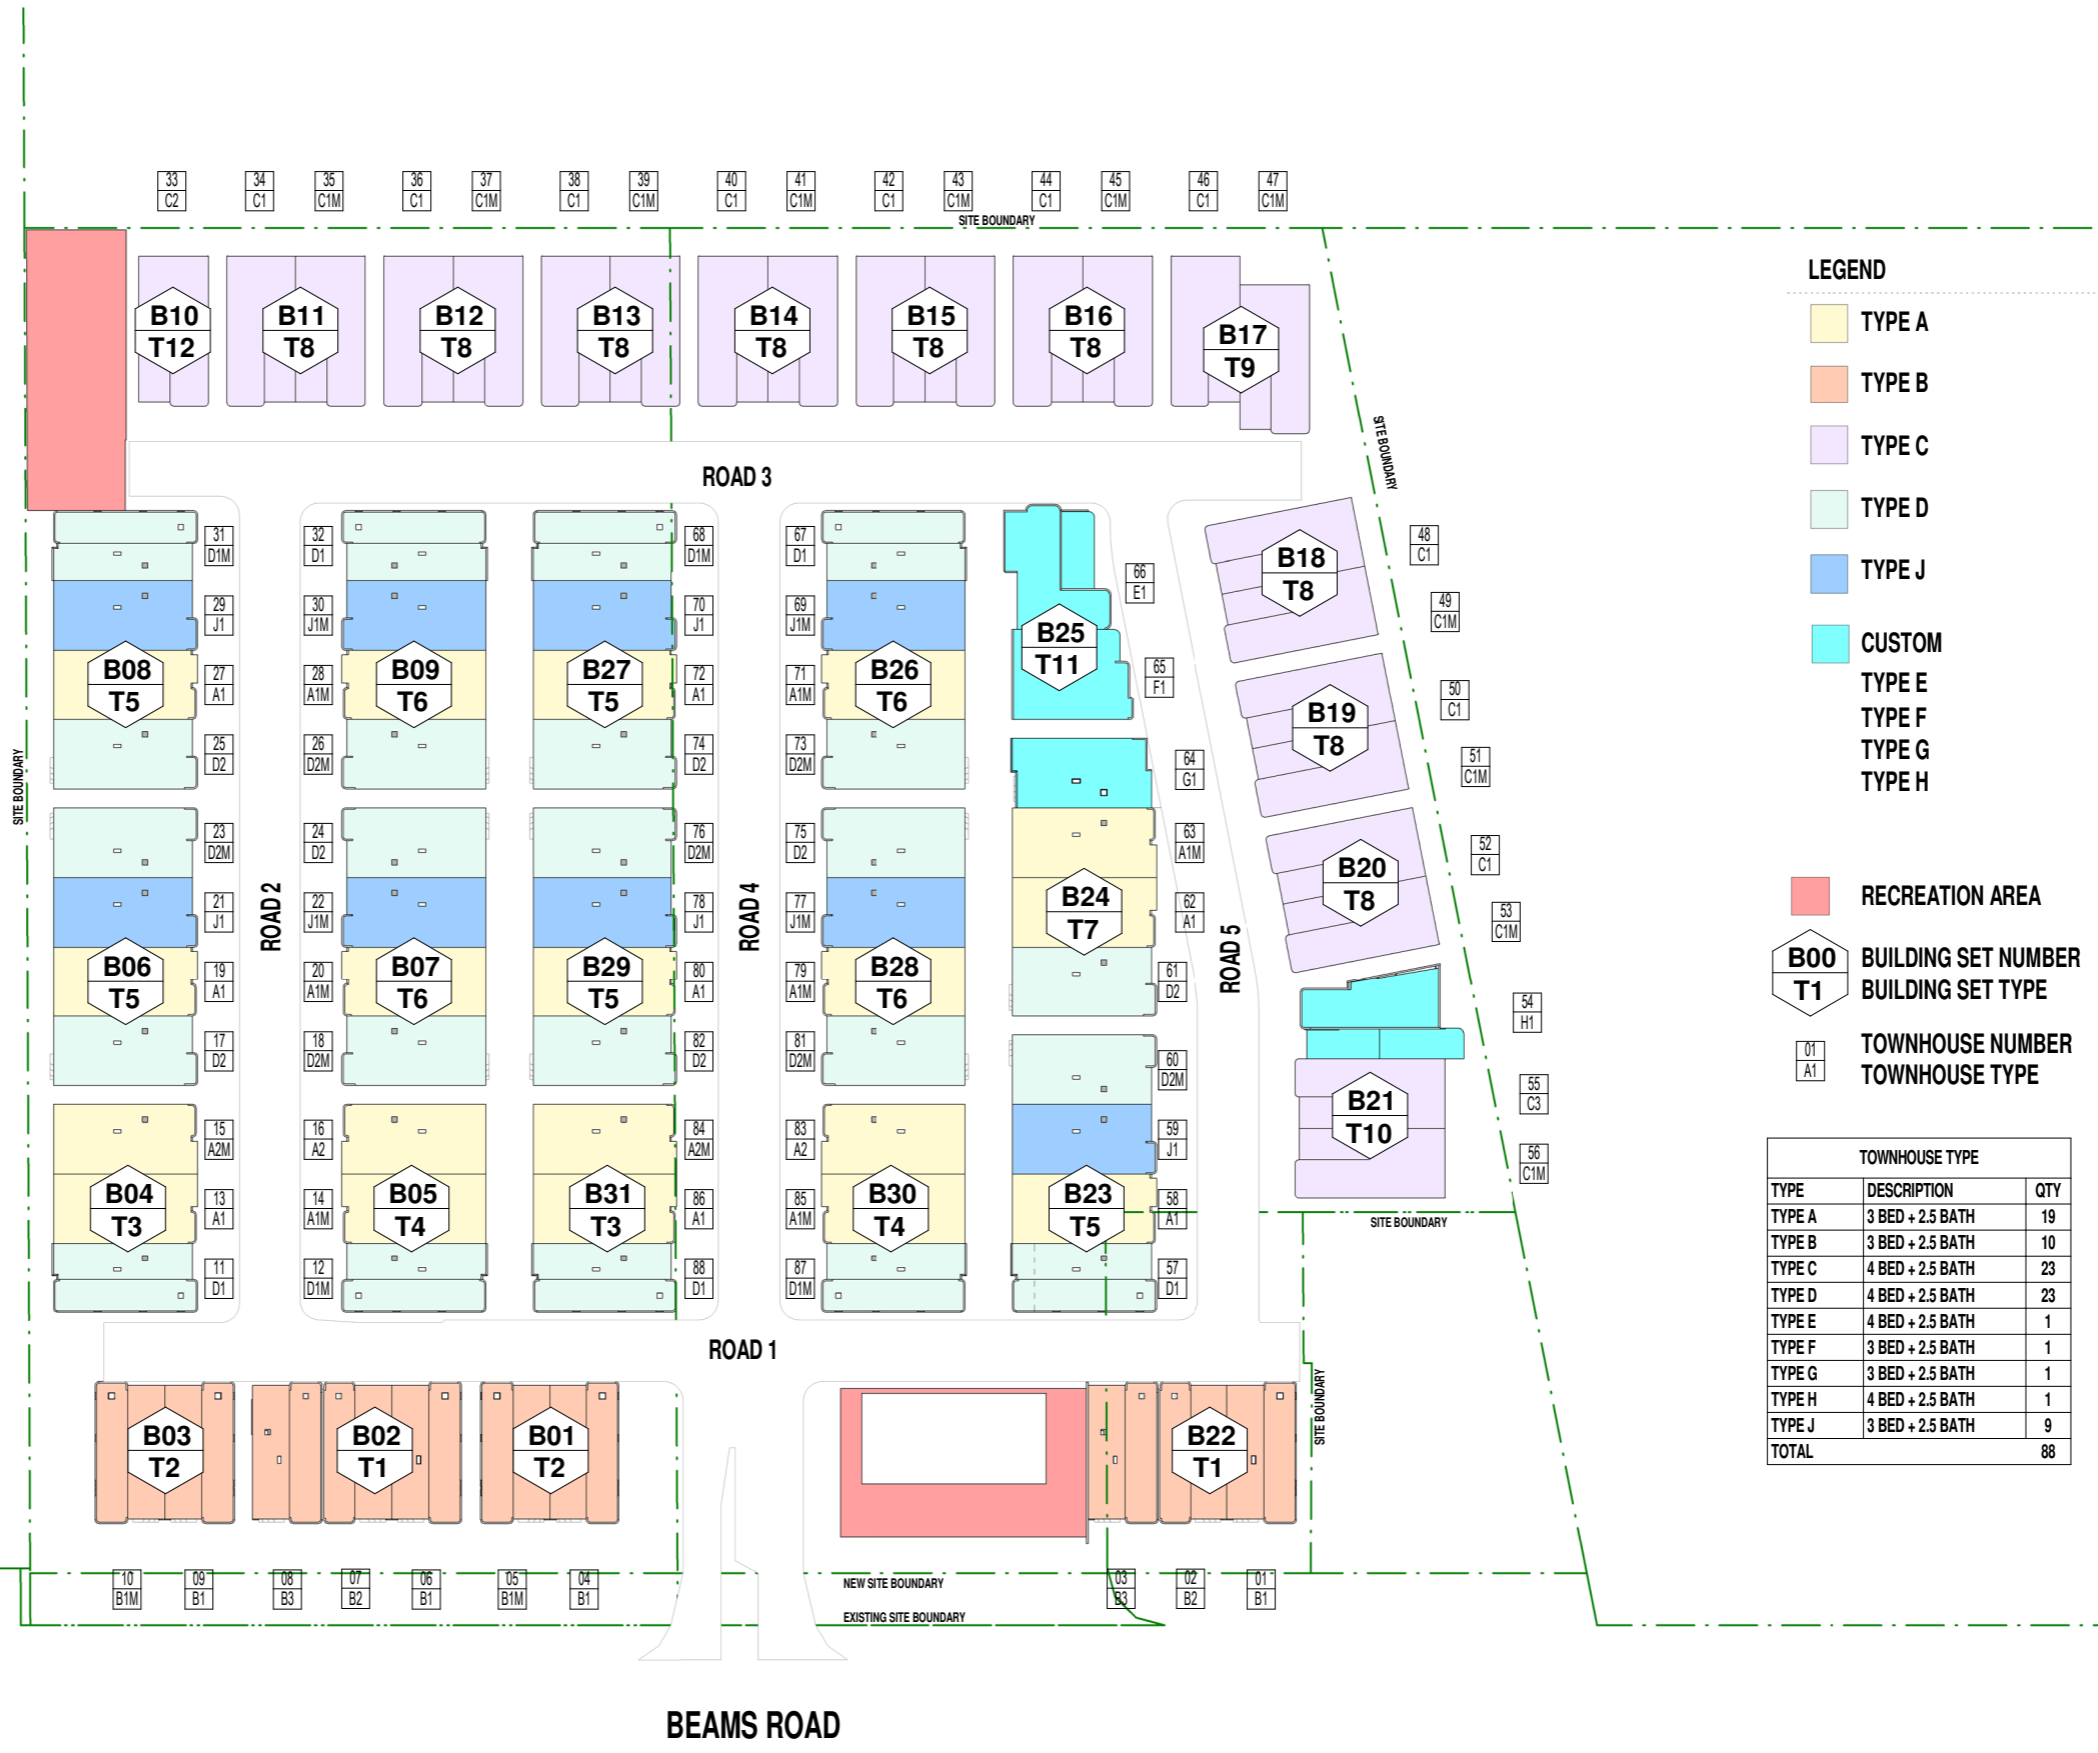 33 34 35 36 37 38 39 40 41 42 43 44 45 46 47
C2 C1 C1M C1 C1M C1 C1M C1 C1M C1 C1M C1 C1M C1 C1M
SITE BOUNDARY
B10 B11 B12 B13 B14 B15 B16 B17
T12 T8 T8 T8 T8 T8 T8 T9
SITE BOUNDARY
ROAD 3
31 32 68 67
D1M D1 D1M D1
29 30 70 69
J1 J1M J1 J1M
27 28 72 71
A1 A1M A1 A1M
B08 B09 B27 B26
T5 T6 T5 T6
25 26 74 73
D2 D2M D2 D2M
66
E1
B25
T11
65
F1
64
G1
B18
T8
48
C1
49
C1M
B19
T8
50
C1
51
C1M
B20
T8
52
C1
53
C1M
SITE BOUNDARY
23 24 76 75
D2M D2 D2M D2
21 22 78 77
J1 J1M J1 J1M
19 20 80 79
A1 A1M A1 A1M
B06 B07 B29 B28
T5 T6 T5 T6
17 18 82 81
D2 D2M D2 D2M
ROAD 2
ROAD 4
ROAD 5
63
A1M
62
A1
B24
T7
61
D2
54
H1
55
C3
B21
T10
56
C1M
SITE BOUNDARY
15 16 84 83
A2M A2 A2M A2
13 14 86 85
A1 A1M A1 A1M
B04 B05 B31 B30
T3 T4 T3 T4
11 12 88 87
D1 D1M D1 D1M
60
D2M
59
J1
58
A1
B23
T5
57
D1
ROAD 1
SITE BOUNDARY
B03 B02 B01 B22
T2 T1 T2 T1
10 09 08 07 06 05 04 03 02 01
B1M B1 B3 B2 B1 B1M B1 B3 B2 B1
NEW SITE BOUNDARY
EXISTING SITE BOUNDARY
BEAMS ROAD
LEGEND
TYPE A
TYPE B
TYPE C
TYPE D
TYPE J
CUSTOM
TYPE E
TYPE F
TYPE G
TYPE H
RECREATION AREA
B00 BUILDING SET NUMBER
T1 BUILDING SET TYPE
01 TOWNHOUSE NUMBER
A1 TOWNHOUSE TYPE
TOWNHOUSE TYPE
TYPE DESCRIPTION QTY
TYPE A 3 BED + 2.5 BATH 19
TYPE B 3 BED + 2.5 BATH 10
TYPE C 4 BED + 2.5 BATH 23
TYPE D 4 BED + 2.5 BATH 23
TYPE E 4 BED + 2.5 BATH 1
TYPE F 3 BED + 2.5 BATH 1
TYPE G 3 BED + 2.5 BATH 1
TYPE H 4 BED + 2.5 BATH 1
TYPE J 3 BED + 2.5 BATH 9
TOTAL 88